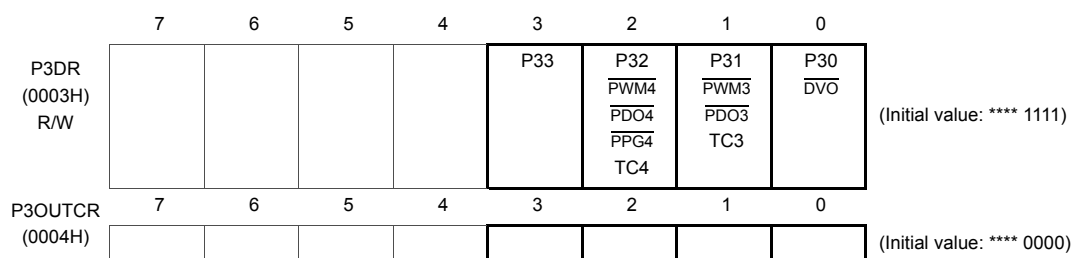 7 6 5 4 3 2 1 0
P3DR
(0003H)
R/W
P33
P32
PWM4
PDO4
PPG4
TC4
P31
PWM3
PDO3
TC3
P30
DVO
(Initial value: **** 1111)
P3OUTCR
(0004H)
7 6 5 4 3 2 1 0
(Initial value: **** 0000)